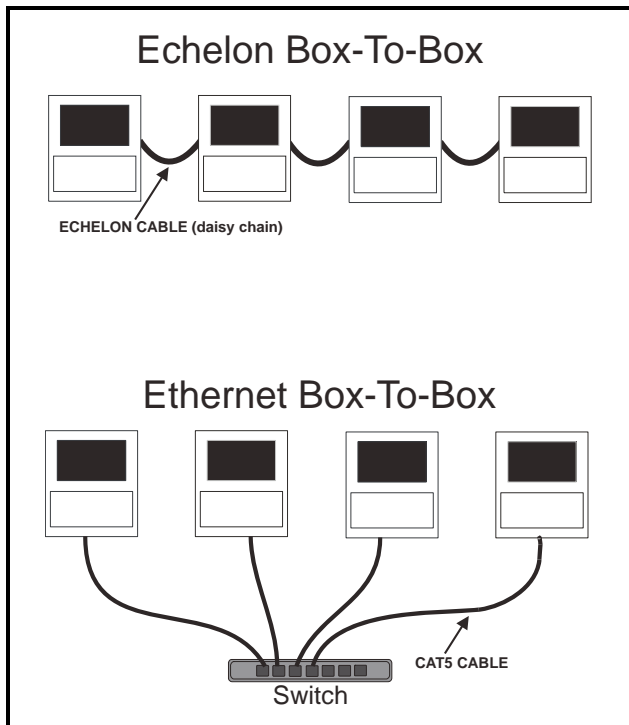 Echelon Box-To-Box
ECHELON CABLE (daisy chain)
Ethernet Box-To-Box
CAT5 CABLE
Switch